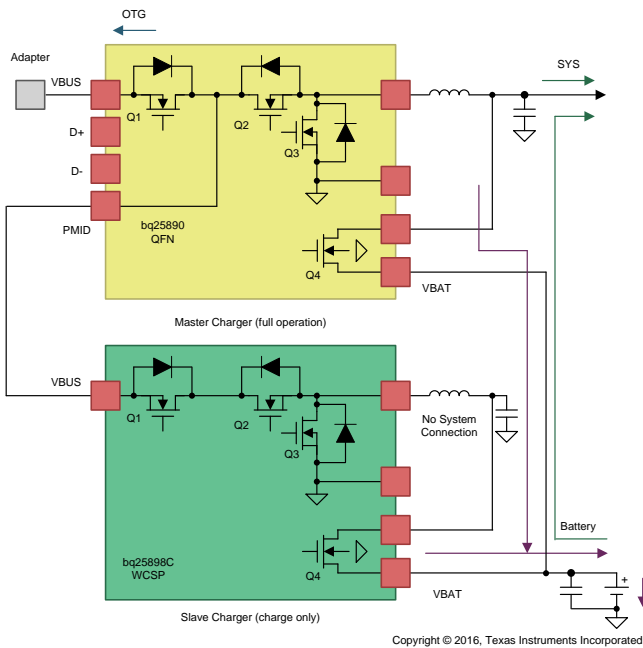 OTG
Adapter
SYS
VBUS
Q1
Q2
D+
Q3
D-
PMID
bq25890
QFN
Q4
VBAT
Master Charger (full operation)
VBUS
Q1
Q2
No System
Connection
Q3
Battery
bq25898C
WCSP
Q4
+
VBAT
Slave Charger (charge only)
Copyright © 2016, Texas Instruments Incorporated